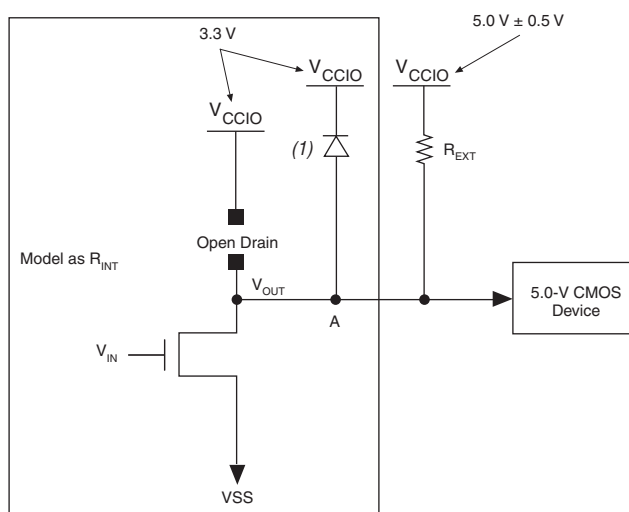 3.3 V
5.0 V ± 0.5 V
VCCIO
VCCIO
VCCIO
(1)
REXT
Open Drain
Model as RINT
VOUT
A
5.0-V CMOS
Device
VIN
VSS